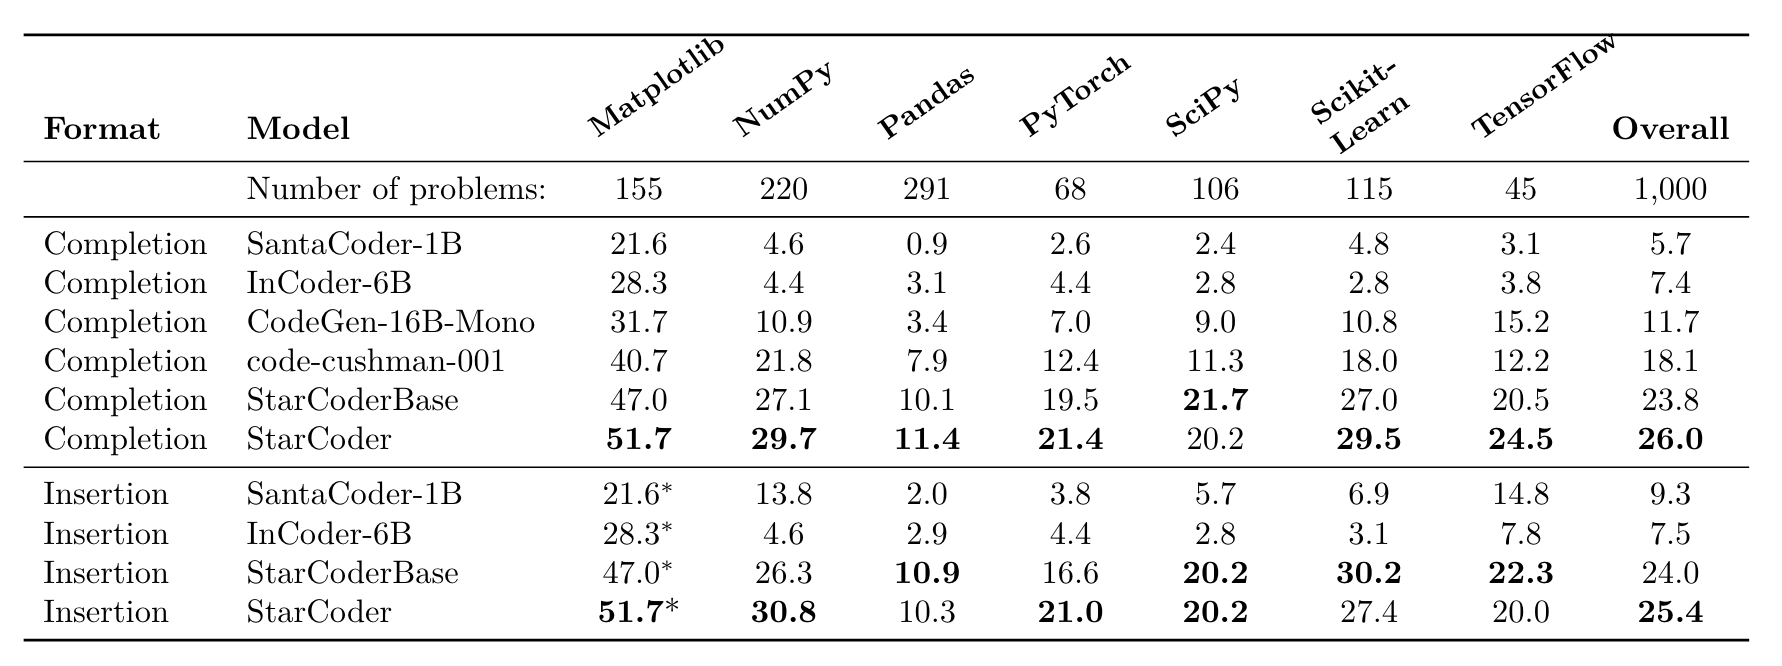 Format Model Matplotlib NumPy Pandas PyTorch SciPy Scikit-Learn TensorFlow Overall
Number of problems: 155 220 291 68 106 115 45 1,000
Completion SantaCoder-1B 21.6 4.6 0.9 2.6 2.4 4.8 3.1 5.7
Completion InCoder-6B 28.3 4.4 3.1 4.4 2.8 2.8 3.8 7.4
Completion CodeGen-16B-Mono 31.7 10.9 3.4 7.0 9.0 10.8 15.2 11.7
Completion code-cushman-001 40.7 21.8 7.9 12.4 11.3 18.0 12.2 18.1
Completion StarCoderBase 47.0 27.1 10.1 19.5 21.7 27.0 20.5 23.8
Completion StarCoder 51.7 29.7 11.4 21.4 20.2 29.5 24.5 26.0
Insertion SantaCoder-1B 21.6* 13.8 2.0 3.8 5.7 6.9 14.8 9.3
Insertion InCoder-6B 28.3* 4.6 2.9 4.4 2.8 3.1 7.8 7.5
Insertion StarCoderBase 47.0* 26.3 10.9 16.6 20.2 30.2 22.3 24.0
Insertion StarCoder 51.7* 30.8 10.3 21.0 20.2 27.4 20.0 25.4